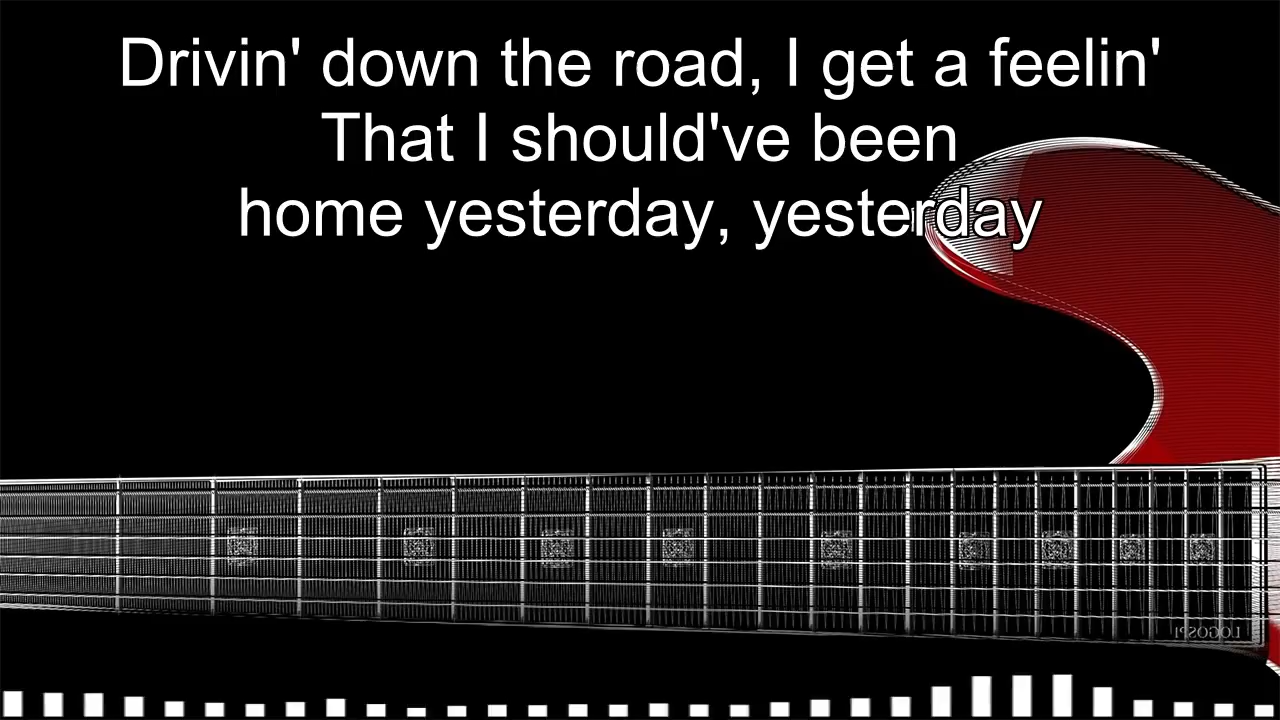 Drivin' down the road, I get a feelin'
That I should've been
home yesterday, yesterday